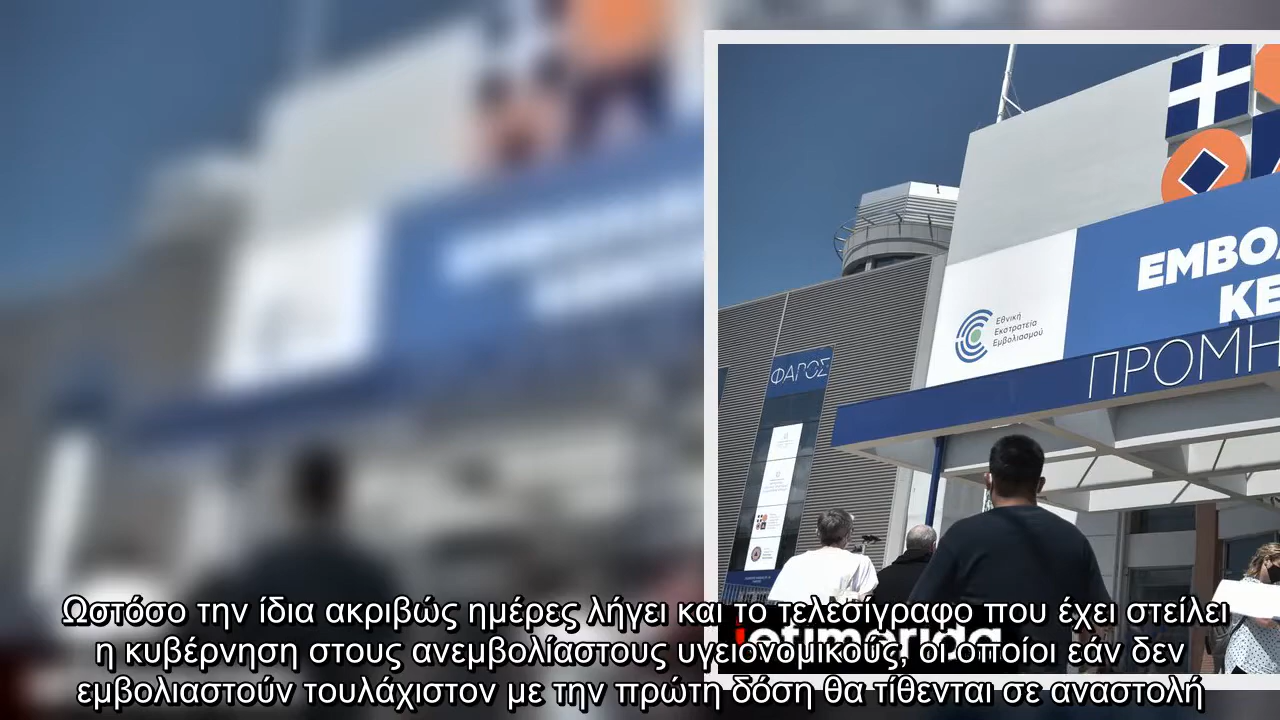 ΕΜΒΟΛ
ΚΕ
Εθνική
Εκστρατεία
Εμβολιασμού
ΠΡΟΜΗ
ΦΑΡΟΣ
iefimerida
Ωστόσο την ίδια ακριβώς ημέρες λήγει και το τελεσίγραφο που έχει στείλει
η κυβέρνηση στους ανεμβολίαστους υγειονομικούς, οι οποίοι εάν δεν
εμβολιαστούν τουλάχιστον με την πρώτη δόση θα τίθενται σε αναστολή